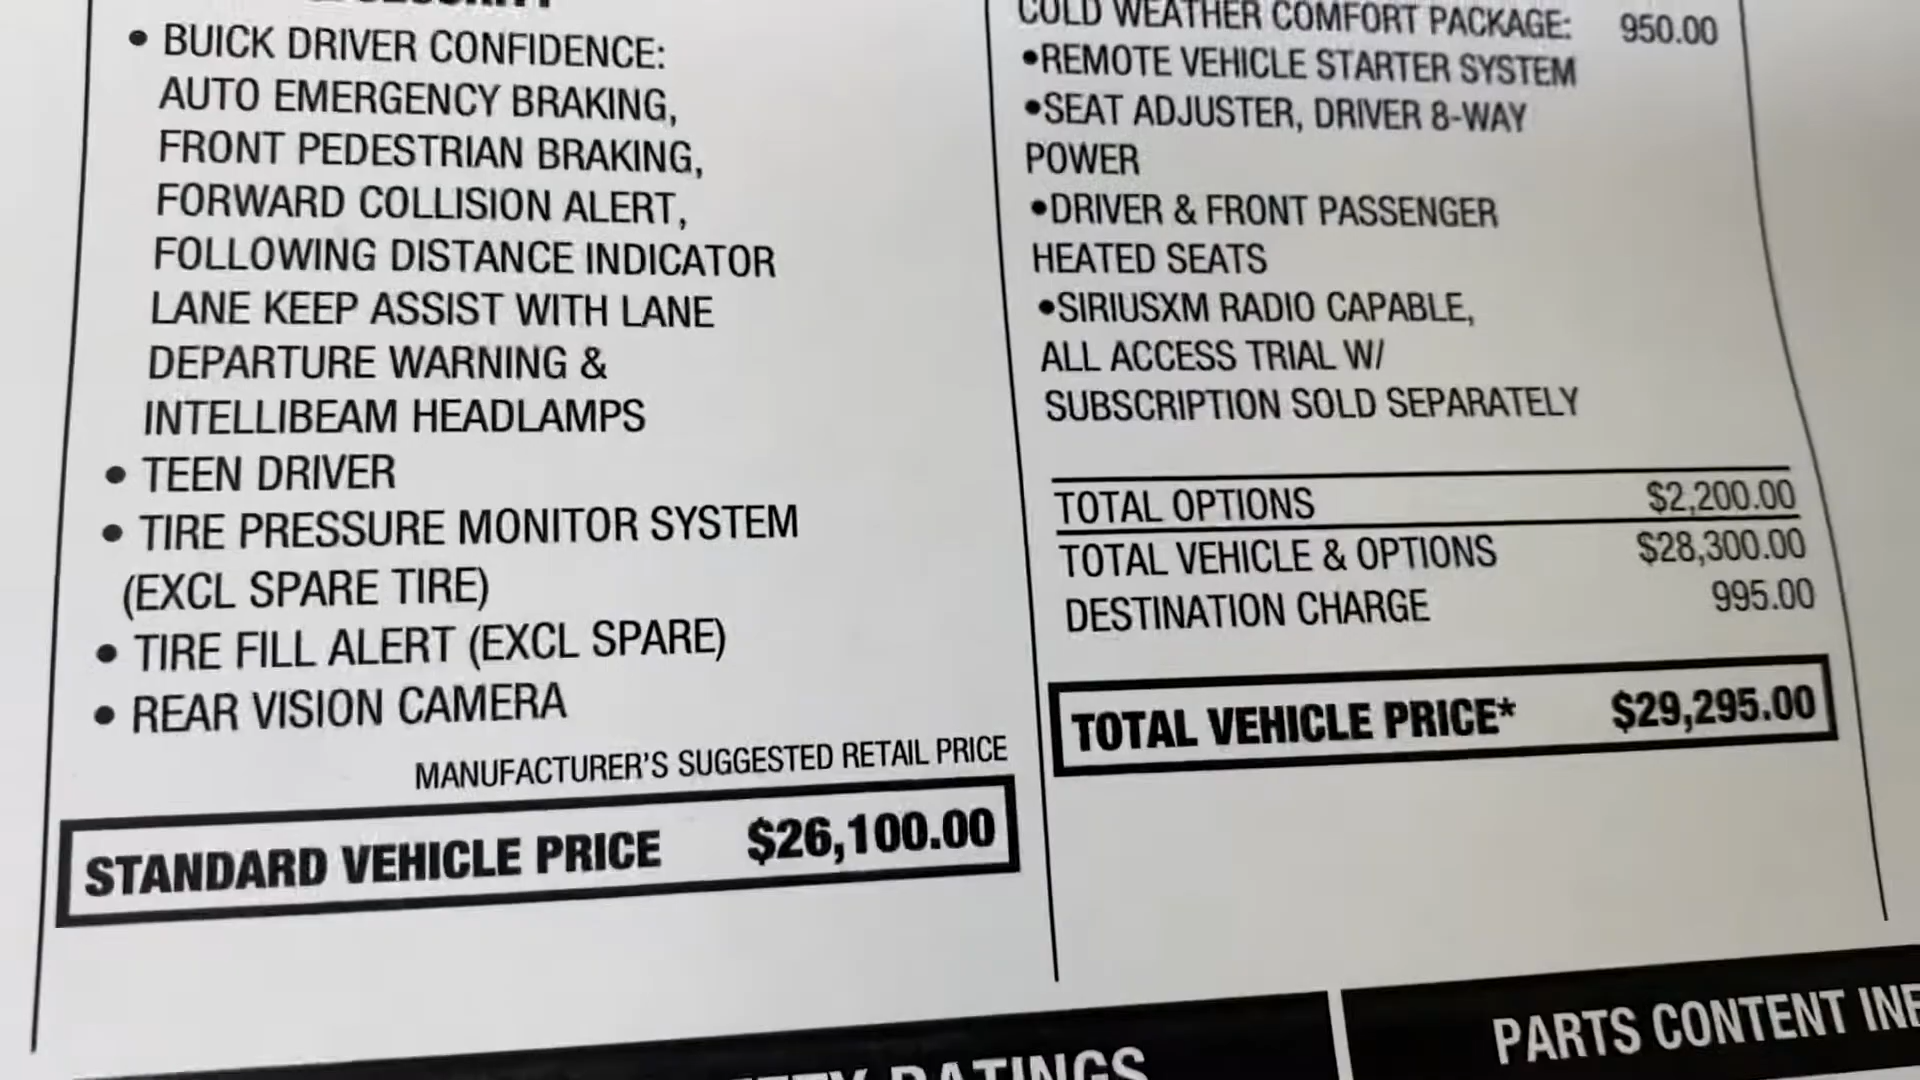 • BUICK DRIVER CONFIDENCE:
AUTO EMERGENCY BRAKING,
FRONT PEDESTRIAN BRAKING,
FORWARD COLLISION ALERT,
FOLLOWING DISTANCE INDICATOR
LANE KEEP ASSIST WITH LANE
DEPARTURE WARNING &
INTELLIBEAM HEADLAMPS
• TEEN DRIVER
• TIRE PRESSURE MONITOR SYSTEM
(EXCL SPARE TIRE)
• TIRE FILL ALERT (EXCL SPARE)
• REAR VISION CAMERA
MANUFACTURER'S SUGGESTED RETAIL PRICE
STANDARD VEHICLE PRICE $26,100.00
COLD WEATHER COMFORT PACKAGE: 950.00
•REMOTE VEHICLE STARTER SYSTEM
•SEAT ADJUSTER, DRIVER 8-WAY
POWER
•DRIVER & FRONT PASSENGER
HEATED SEATS
•SIRIUSXM RADIO CAPABLE,
ALL ACCESS TRIAL W/
SUBSCRIPTION SOLD SEPARATELY
TOTAL OPTIONS $2,200.00
TOTAL VEHICLE & OPTIONS $28,300.00
DESTINATION CHARGE 995.00
TOTAL VEHICLE PRICE* $29,295.00
RATINGS
PARTS CONTENT